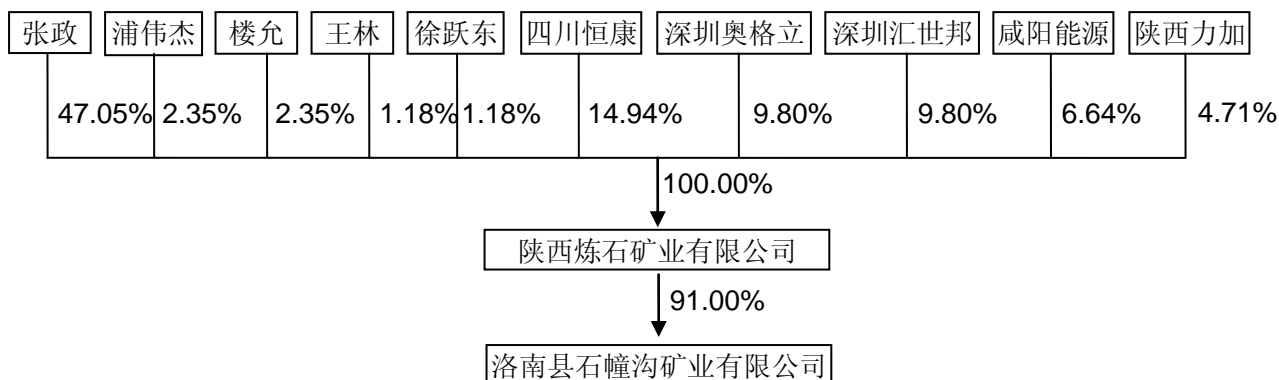 张政 浦伟杰 楼允 王林 徐跃东 四川恒康 深圳奥格立 深圳汇世邦 咸阳能源 陕西力加
47.05% 2.35% 2.35% 1.18% 1.18% 14.94% 9.80% 9.80% 6.64% 4.71%
100.00%
陕西炼石矿业有限公司
91.00%
洛南县石幢沟矿业有限公司